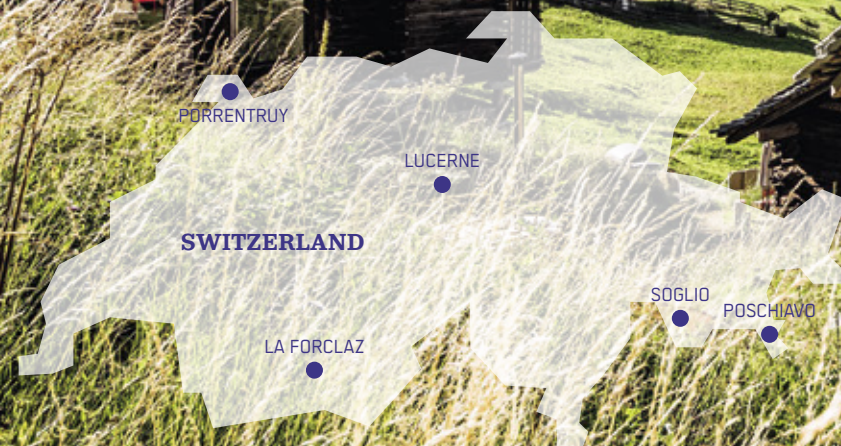 PORRENTRUY
LUCERNE
SWITZERLAND
SOGLIO
POSCHIAVO
LA FORCLAZ